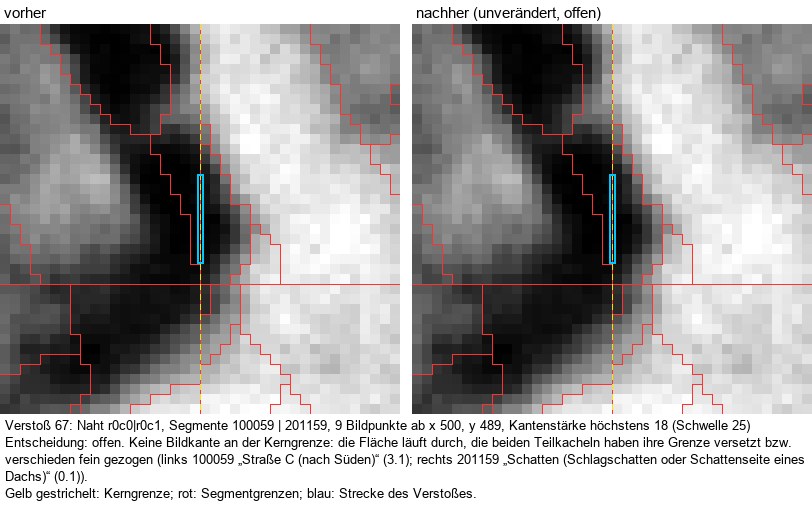 vorher
nachher (unverändert, offen)
Verstoß 67: Naht r0c0|r0c1, Segmente 100059 | 201159, 9 Bildpunkte ab x 500, y 489, Kantenstärke höchstens 18 (Schwelle 25)
Entscheidung: offen. Keine Bildkante an der Kerngrenze: die Fläche läuft durch, die beiden Teilkacheln haben ihre Grenze versetzt bzw.
verschieden fein gezogen (links 100059 „Straße C (nach Süden)“ (3.1); rechts 201159 „Schatten (Schlagschatten oder Schattenseite eines
Dachs)“ (0.1)).
Gelb gestrichelt: Kerngrenze; rot: Segmentgrenzen; blau: Strecke des Verstoßes.